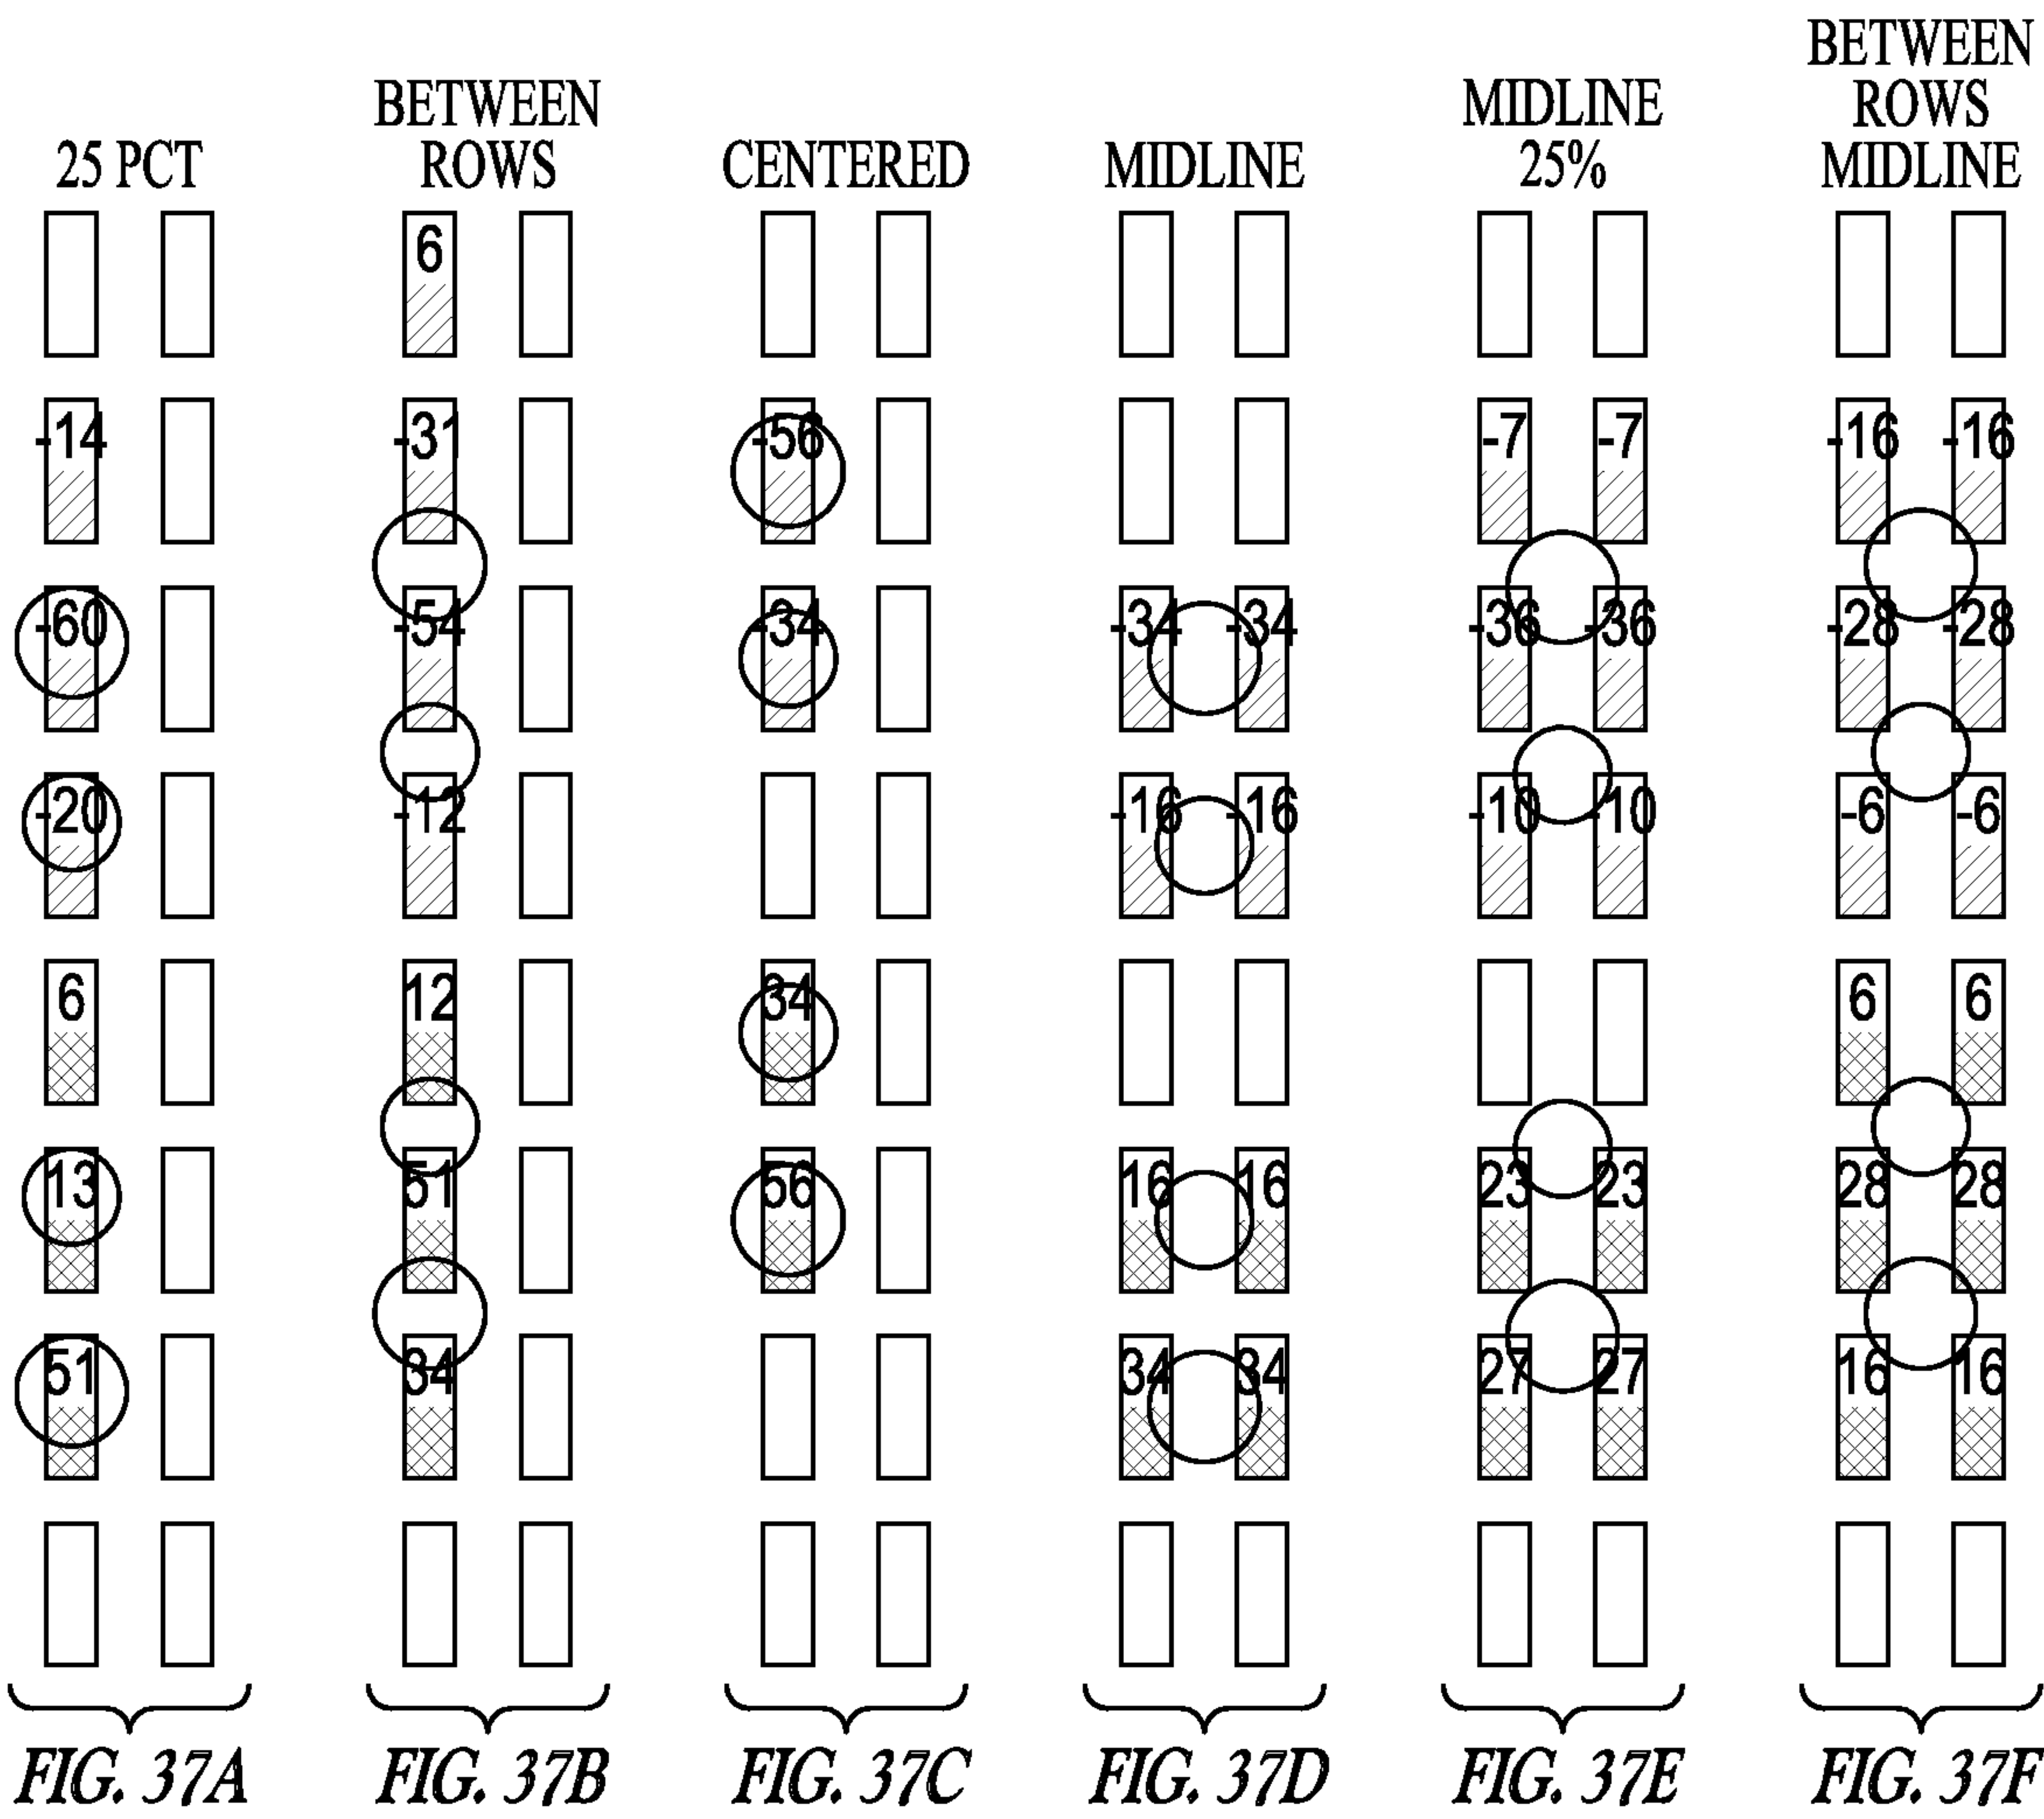 BETWEEN
BETWEEN MIDLINE ROWS
25 PCT ROWS CENTERED MIDLINE 25% MIDLINE
6
-14 -31 -56 -7 -7 -16 -16
-60 -54 -34 -34 -34 -36 -36 -28 -28
-20 -12 -16 -16 -10 -10 -6 -6
6 12 34 6 6
13 51 56 16 16 23 23 28 28
51 34 34 34 27 27 16 16
FIG. 37A FIG. 37B FIG. 37C FIG. 37D FIG. 37E FIG. 37F